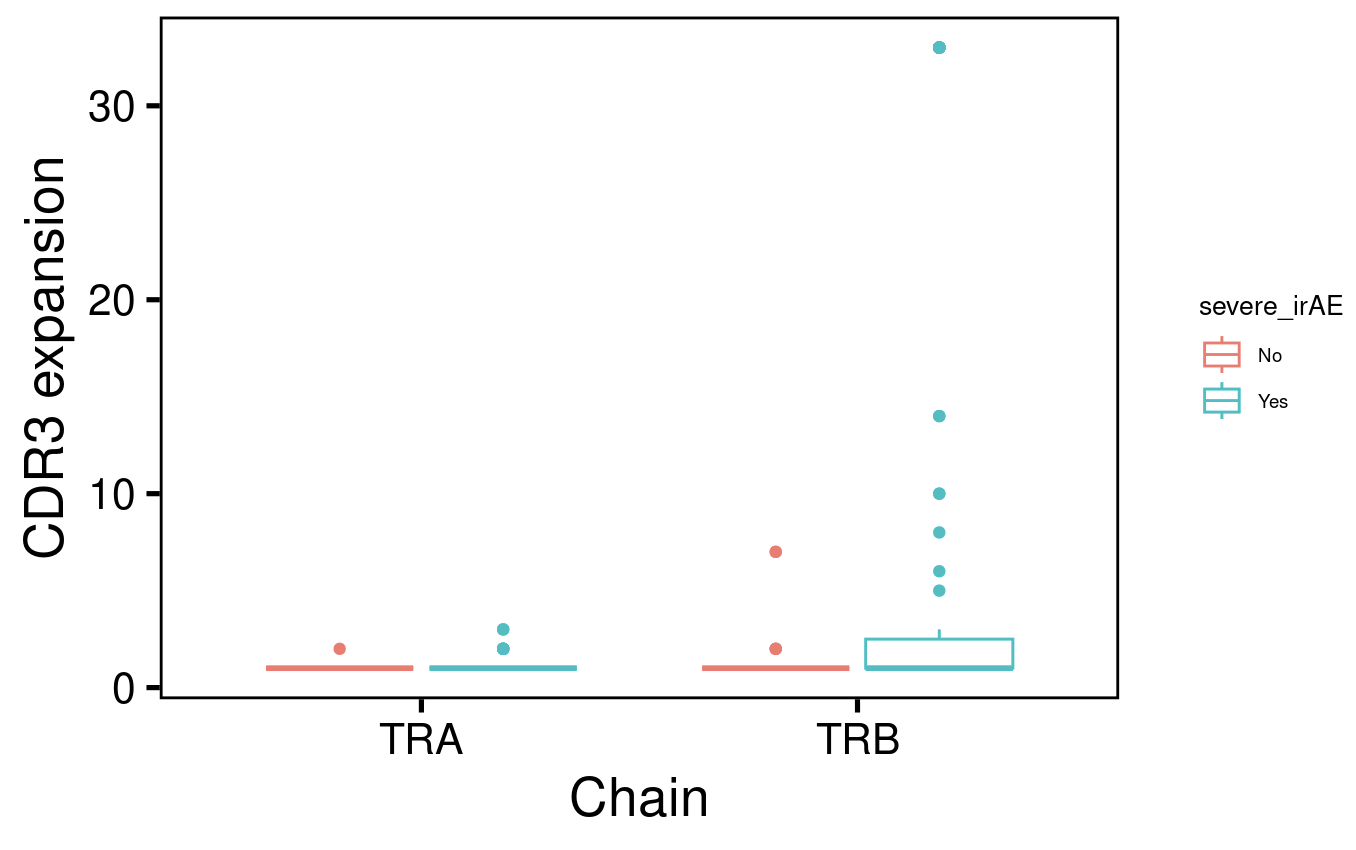 CDR3 expansion
30
20
10
0
TRA
TRB
Chain
severe_irAE
No
Yes